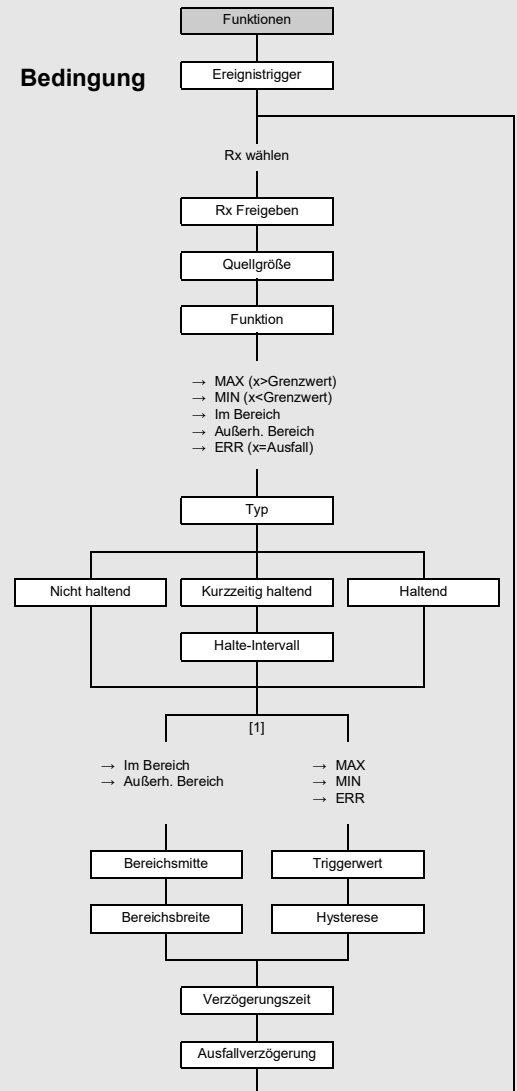 Funktionen
Bedingung
Ereignistrigger
Rx wählen
Rx Freigeben
Quellgröße
Funktion
→ MAX (x>Grenzwert)
→ MIN (x<Grenzwert)
→ Im Bereich
→ Außerh. Bereich
→ ERR (x=Ausfall)
Typ
Nicht haltend
Kurzzeitig haltend
Haltend
Halte-Intervall
[1]
→ Im Bereich
→ Außerh. Bereich
→ MAX
→ MIN
→ ERR
Bereichsmitte
Triggerwert
Bereichsbreite
Hysterese
Verzögerungszeit
Ausfallverzögerung